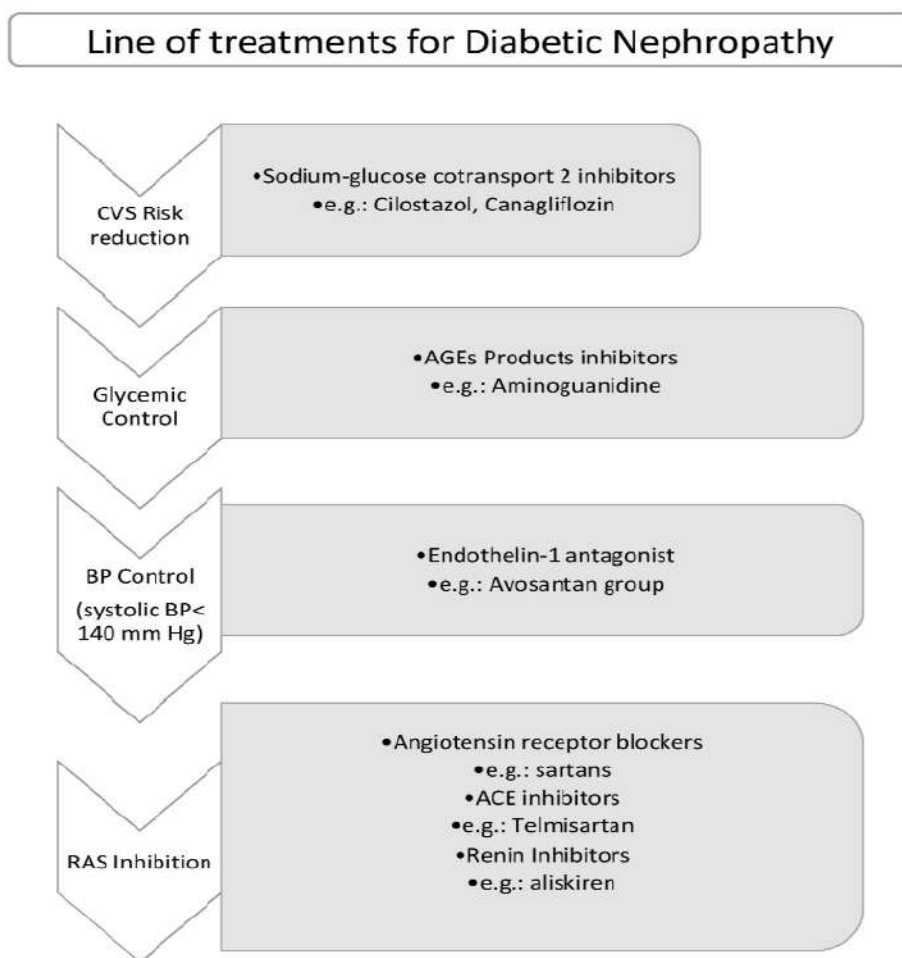 Line of treatments for Diabetic Nephropathy
CVS Risk
reduction
•Sodium-glucose cotransport 2 inhibitors
•e.g.: Cilostazol, Canagliflozin
Glycemic
Control
•AGEs Products inhibitors
•e.g.: Aminoguanidine
BP Control
(systolic BP<
140 mm Hg)
•Endothelin-1 antagonist
•e.g.: Avosantan group
RAS Inhibition
•Angiotensin receptor blockers
•e.g.: sartans
•ACE inhibitors
•e.g.: Telmisartan
•Renin Inhibitors
•e.g.: aliskiren